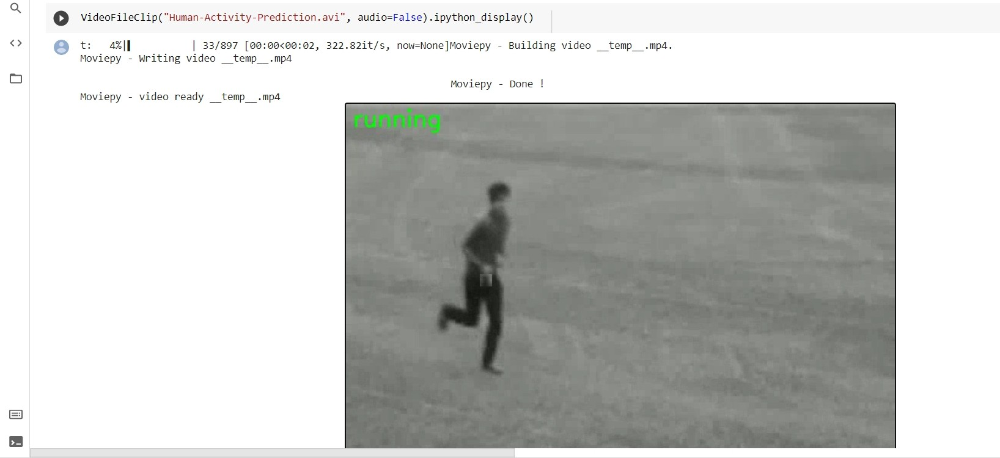 VideoFileClip("Human-Activity-Prediction.avi", audio=False).ipython_display()
t:   4%|▌         | 33/897 [00:00<00:02, 322.82it/s, now=None]Moviepy - Building video __temp__.mp4.
Moviepy - Writing video __temp__.mp4
Moviepy - Done !
Moviepy - video ready __temp__.mp4
running